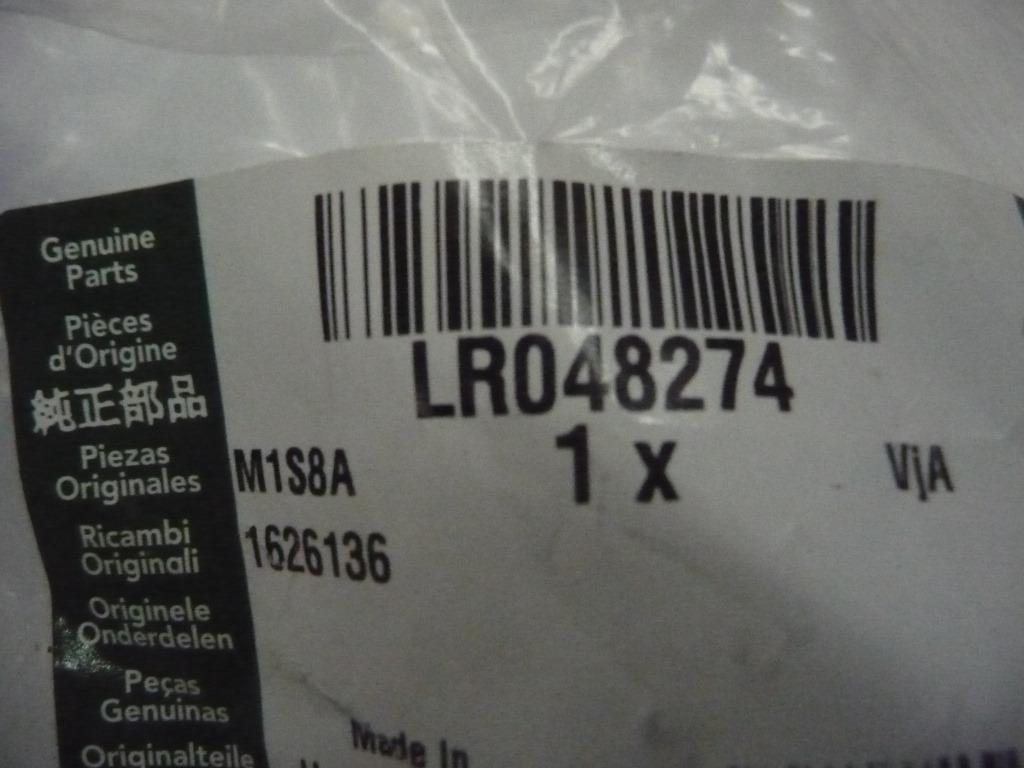 Genuine
Parts
Pièces
d'Origine
純正部品
Piezas
Originales
Ricambi
Originali
Originele
Onderdelen
Peças
Genuinas
Originalteile
LR048274
1 x
M1S8A
VjA
1626136
Made In